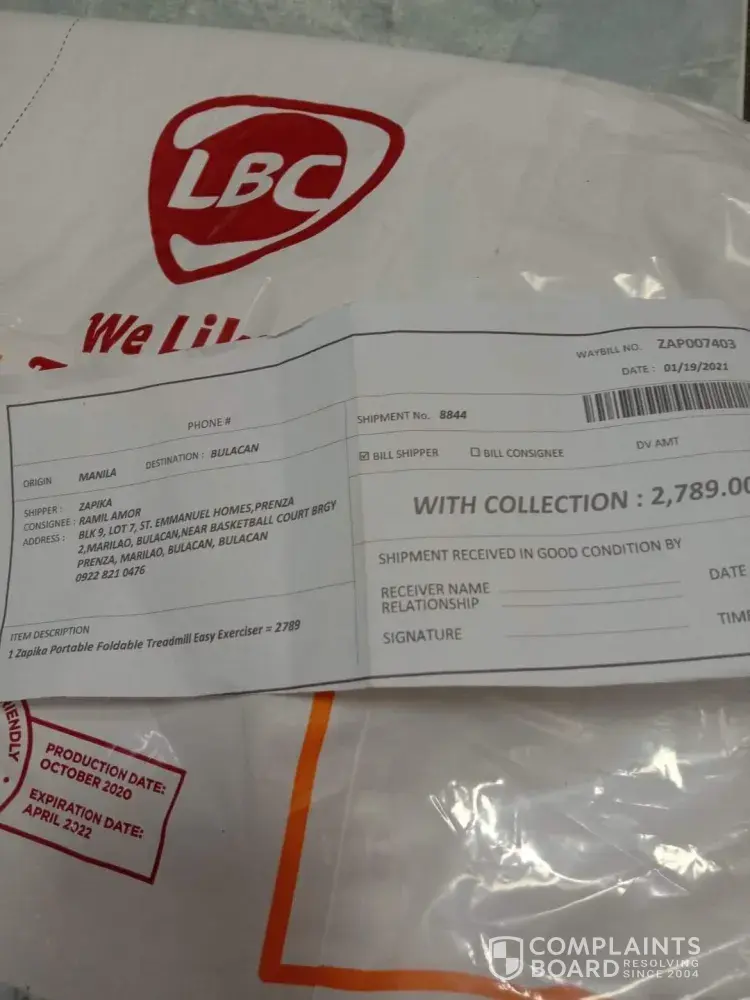 LBC
We Lik
WAYBILL NO. ZAP007403
DATE : 01/19/2021
PHONE #
SHIPMENT No. 8844
ORIGIN MANILA DESTINATION : BULACAN
☑ BILL SHIPPER ☐ BILL CONSIGNEE DV AMT
SHIPPER : ZAPIKA
CONSIGNEE : RAMIL AMOR
ADDRESS : BLK 9, LOT 7, ST. EMMANUEL HOMES,PRENZA
2,MARILAO, BULACAN,NEAR BASKETBALL COURT BRGY
PRENZA, MARILAO, BULACAN, BULACAN
0922 821 0476
WITH COLLECTION : 2,789.00
SHIPMENT RECEIVED IN GOOD CONDITION BY
RECEIVER NAME
RELATIONSHIP
DATE
SIGNATURE
TIME
ITEM DESCRIPTION
1 Zapika Portable Foldable Treadmill Easy Exerciser = 2789
IENDLY
PRODUCTION DATE:
OCTOBER 2020
EXPIRATION DATE:
APRIL 2022
COMPLAINTS
BOARD RESOLVING
SINCE 2004